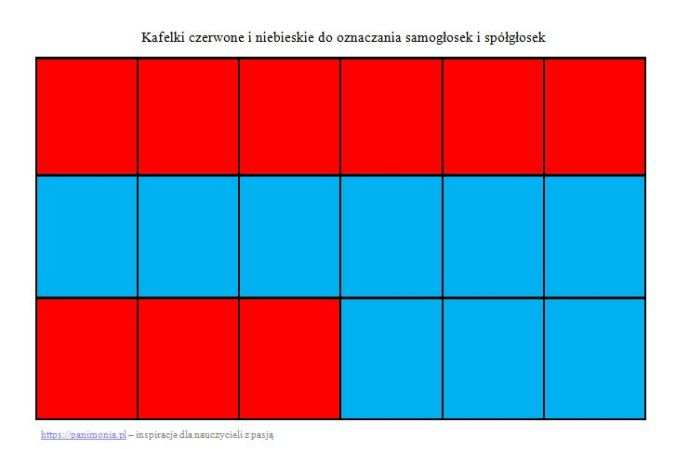 Kafelki czerwone i niebieskie do oznaczania samogłosek i spółgłosek
https://panimonia.pl – inspiracje dla nauczycieli z pasją